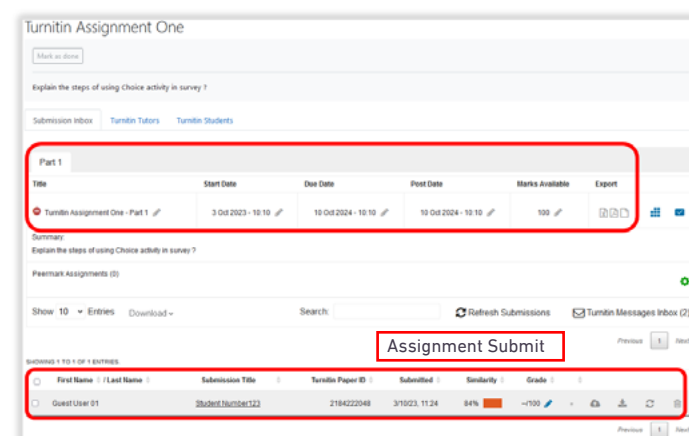 Turnitin Assignment One
Mark as done
Explain the steps of using Choice activity in survey ?
Submission Inbox Turnitin Tutors Turnitin Students
Part 1
Title Start Date Due Date Post Date Marks Available Export
Turnitin Assignment One - Part 1 3 Oct 2023 - 10:10 10 Oct 2024 - 10:10 10 Oct 2024 - 10:10 100
Summary:
Explain the steps of using Choice activity in survey ?
Peermark Assignments (0)
Show 10 Entries Download Search: Refresh Submissions Turnitin Messages Inbox (2)
Assignment Submit
Previous 1 Next
SHOWING 1 TO 1 OF 1 ENTRIES.
First Name / Last Name Submission Title Turnitin Paper ID Submitted Similarity Grade
Guest User 01 Student Number123 2184222048 3/10/23, 11:24 84% --/100 -
Previous 1 Next